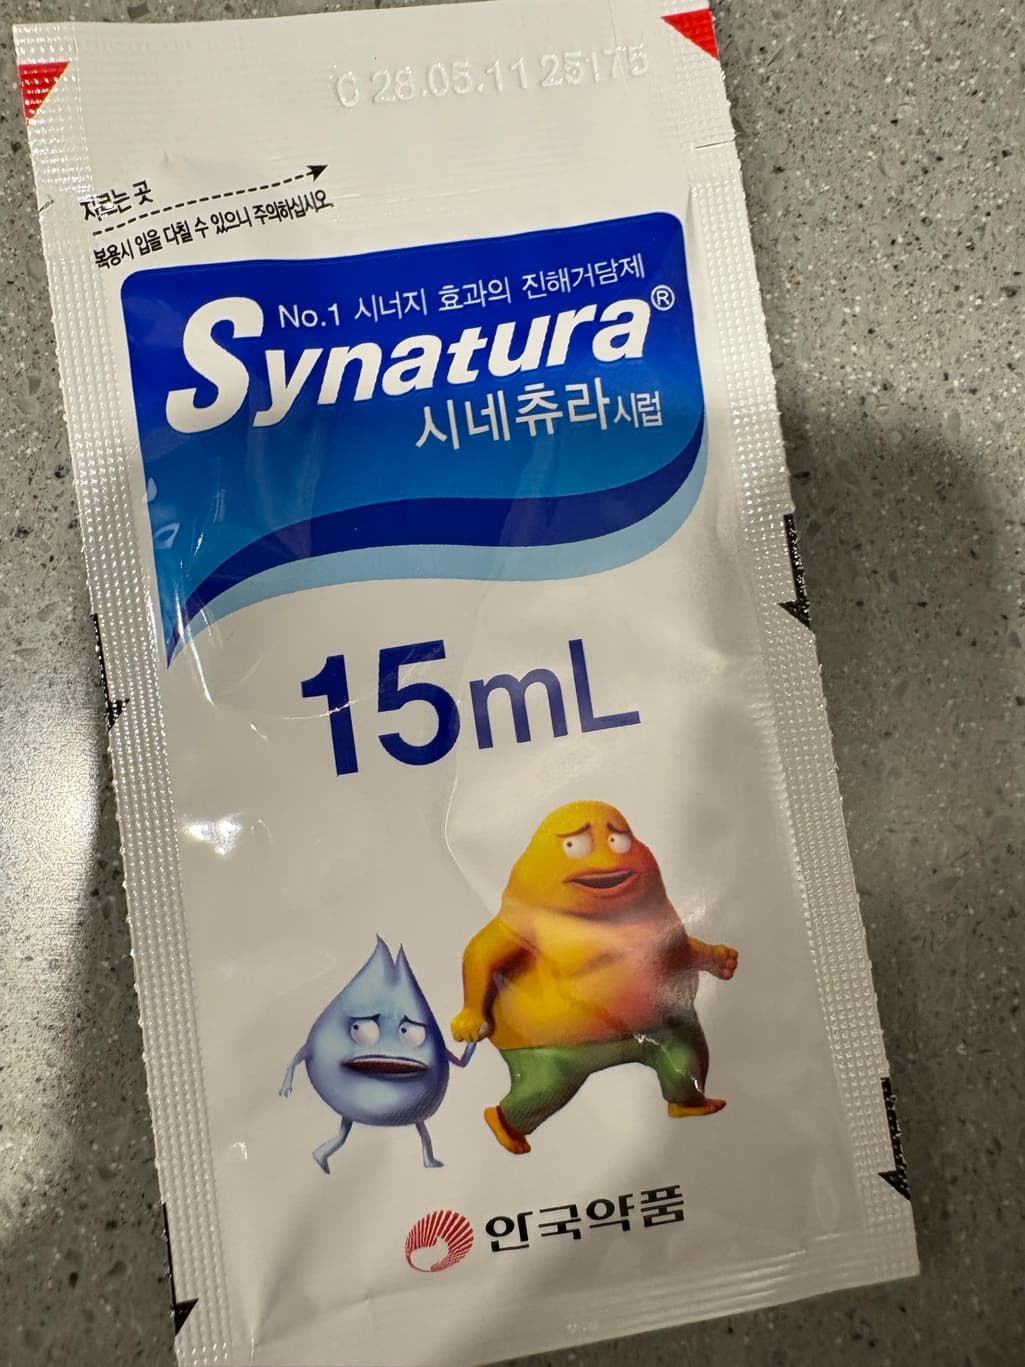 C 28.05.11 25175
자르는 곳
복용시 입을 다칠 수 있으니 주의하십시오.
No.1 시너지 효과의 진해거담제
Synatura®
시네츄라시럽
15mL
안국약품